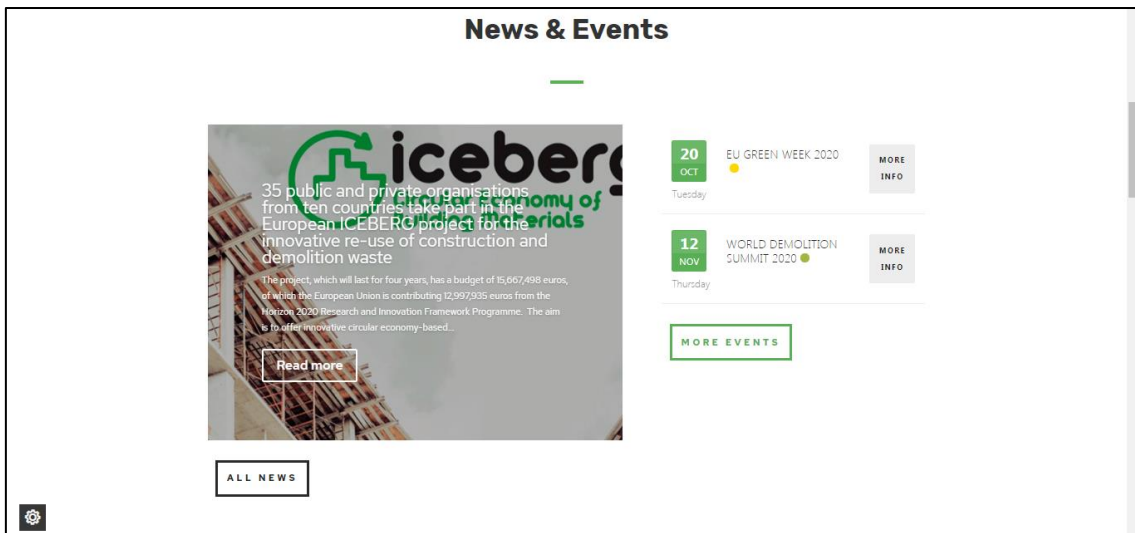 News & Events
iceberg
Circular Economy of
Building Materials
35 public and private organisations
from ten countries take part in the
European ICEBERG project for the
innovative re-use of construction and
demolition waste
The project, which will last for four years, has a budget of 15,667,498 euros,
of which the European Union is contributing 12,997,935 euros from the
Horizon 2020 Research and Innovation Framework Programme. The aim
is to offer innovative circular economy-based...
Read more
ALL NEWS
20
OCT
Tuesday
EU GREEN WEEK 2020
MORE
INFO
12
NOV
Thursday
WORLD DEMOLITION
SUMMIT 2020
MORE
INFO
MORE EVENTS